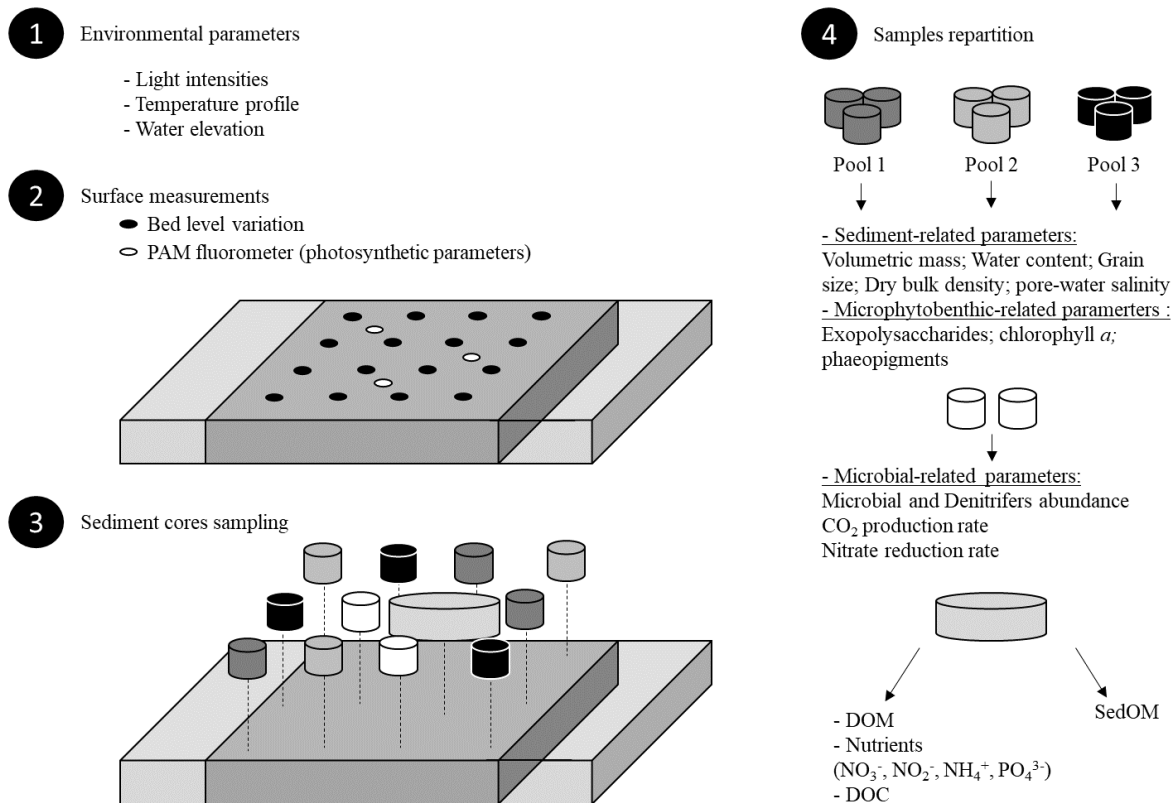 1 Environmental parameters
- Light intensities
- Temperature profile
- Water elevation
2 Surface measurements
Bed level variation
PAM fluorometer (photosynthetic parameters)
3 Sediment cores sampling
4 Samples repartition
Pool 1 Pool 2 Pool 3
- Sediment-related parameters:
Volumetric mass; Water content; Grain
size; Dry bulk density; pore-water salinity
- Microphytobenthic-related paramerters :
Exopolysaccharides; chlorophyll a;
phaeopigments
- Microbial-related parameters:
Microbial and Denitrifers abundance
CO₂ production rate
Nitrate reduction rate
SedOM
- DOM
- Nutrients
(NO₃⁻, NO₂⁻, NH₄⁺, PO₄³⁻)
- DOC